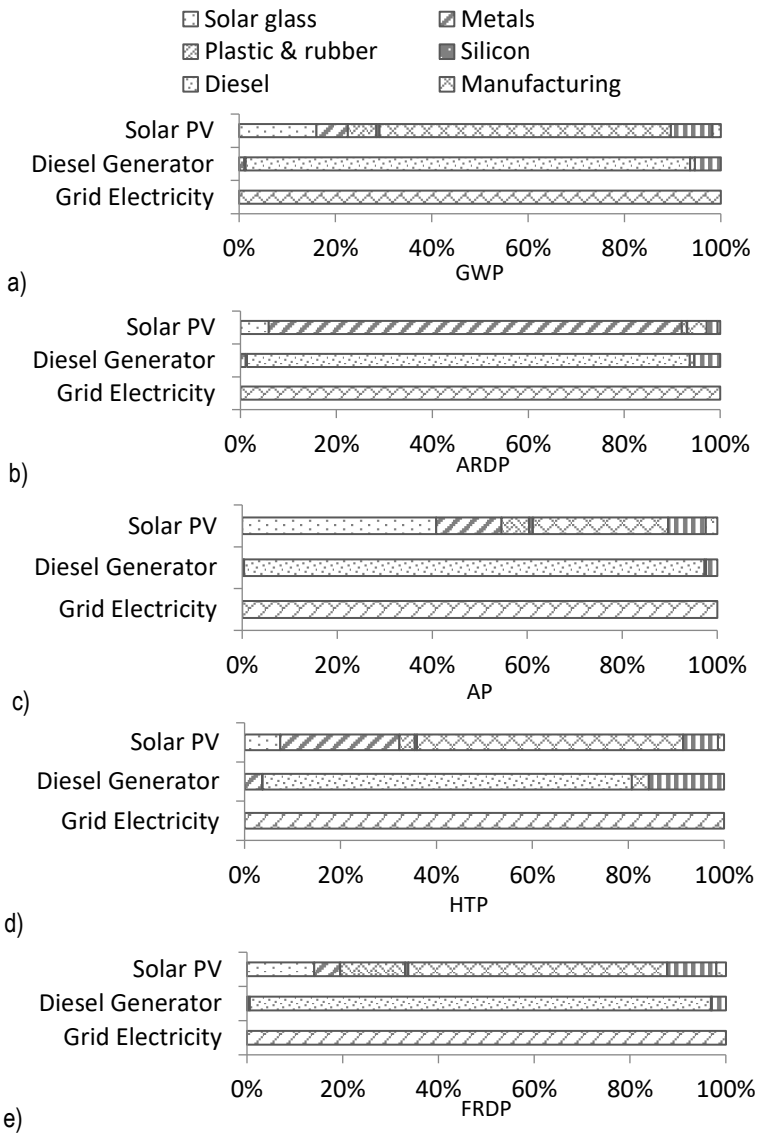 Solar glass Metals
Plastic & rubber Silicon
Diesel Manufacturing
Solar PV
Diesel Generator
Grid Electricity
0% 20% 40% 60% 80% 100%
GWP
a)
Solar PV
Diesel Generator
Grid Electricity
0% 20% 40% 60% 80% 100%
ARDP
b)
Solar PV
Diesel Generator
Grid Electricity
0% 20% 40% 60% 80% 100%
AP
c)
Solar PV
Diesel Generator
Grid Electricity
0% 20% 40% 60% 80% 100%
HTP
d)
Solar PV
Diesel Generator
Grid Electricity
0% 20% 40% 60% 80% 100%
FRDP
e)